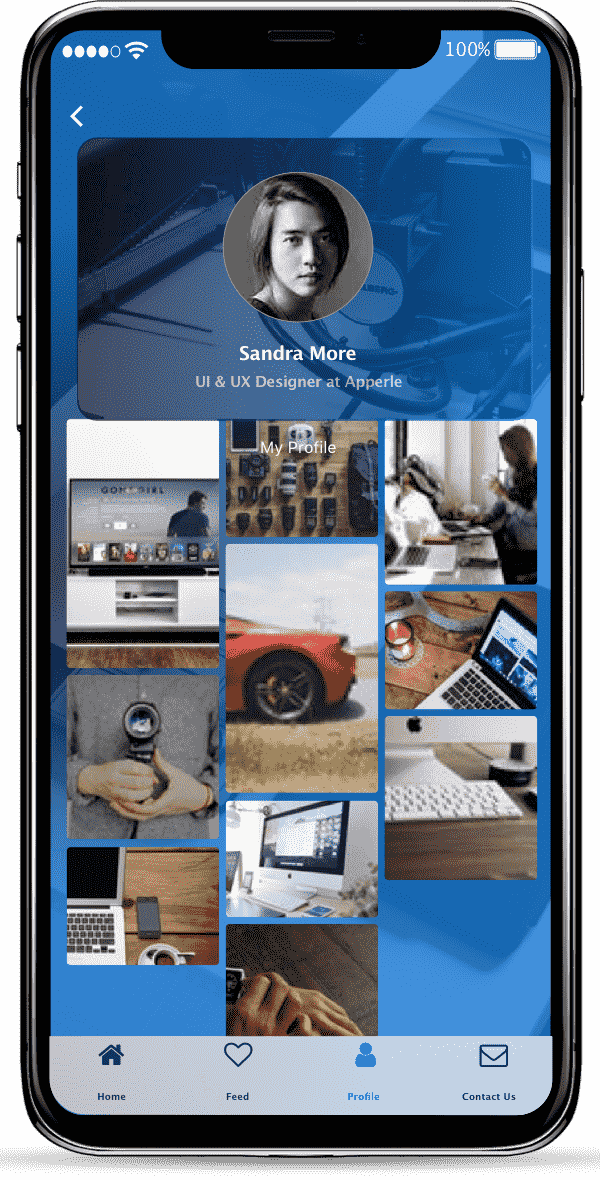 100%
Sandra More
UI & UX Designer at Apperle
My Profile
GONE GIRL
Home
Feed
Profile
Contact Us